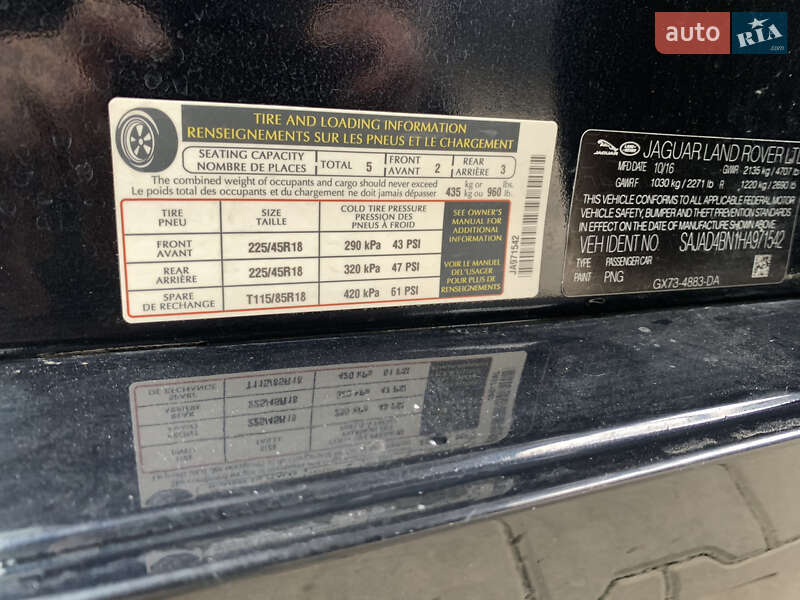 auto RIA.com
TIRE AND LOADING INFORMATION
RENSEIGNEMENTS SUR LES PNEUS ET LE CHARGEMENT
SEATING CAPACITY
NOMBRE DE PLACES
TOTAL 5
FRONT
AVANT 2
REAR
ARRIÈRE 3
The combined weight of occupants and cargo should never exceed
Le poids total des occupants et du chargement ne doit jamais dépasser
435 kg or
kg ou 960 lbs.
lb.
TIRE
PNEU
SIZE
TAILLE
COLD TIRE PRESSURE
PRESSION DES
PNEUS À FROID
FRONT
AVANT
225/45R18
290 kPa 43 PSI
REAR
ARRIÈRE
225/45R18
320 kPa 47 PSI
SPARE
DE RECHANGE
T115/85R18
420 kPa 61 PSI
SEE OWNER'S
MANUAL FOR
ADDITIONAL
INFORMATION
VOIR LE MANUEL
DE L'USAGER
POUR PLUS DE
RENSEIGNEMENTS
JA971542
JAGUAR
JAGUAR LAND ROVER LTD
MFD DATE 10/16 GVWR 2135 kg / 4707 lb
GAWR F 1030 kg / 2271 lb R 1220 kg / 2690 lb
THIS VEHICLE CONFORMS TO ALL APPLICABLE
VEHICLE SAFETY, BUMPER AND THEFT PREVENTION
STANDARDS IN EFFECT ON THE DATE OF
VEH IDENT NO. SAJAD4BN1HA971542
TYPE PASSENGER CAR
PAINT PNG
GX73-4883-DA